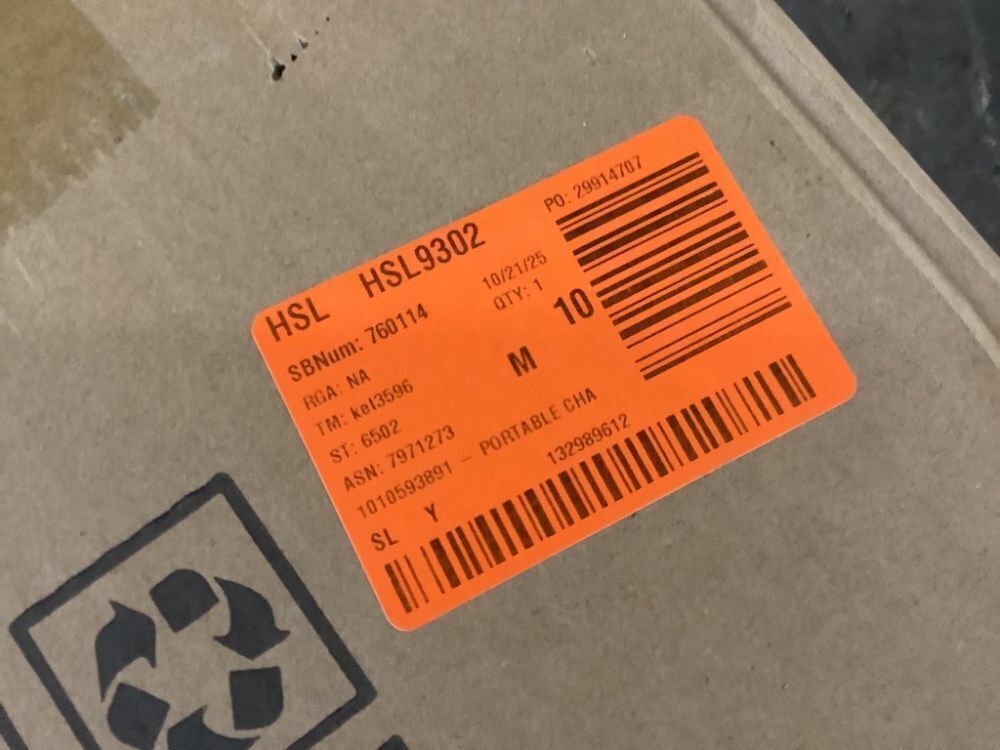 HSL HSL9302
PO: 29914707
SBNum: 760114 10/21/25
RGA: NA QTY: 1 10
TM: ket3596 M
ST: 6502
ASN: 7971273
1010593891 - PORTABLE CHA
SL Y 132989612